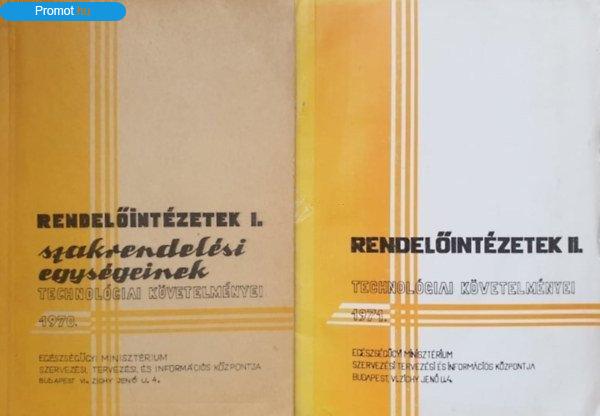 Promot.hu
RENDELŐINTÉZETEK I.
szakrendelési
egységeinek
TECHNOLÓGIAI KÖVETELMÉNYEI
1970.
EGÉSZSÉGÜGYI MINISZTÉRIUM
SZERVEZÉSI, TERVEZÉSI, ÉS INFORMÁCIÓS KÖZPONTJA
BUDAPEST VI. ZICHY JENŐ U. 4.
RENDELŐINTÉZETEK II.
TECHNOLÓGIAI KÖVETELMÉNYEI
1971.
EGÉSZSÉGÜGYI MINISZTÉRIUM
SZERVEZÉSI, TERVEZÉSI ÉS INFORMÁCIÓS KÖZPONTJA
BUDAPEST, VI. ZICHY JENŐ U.4.